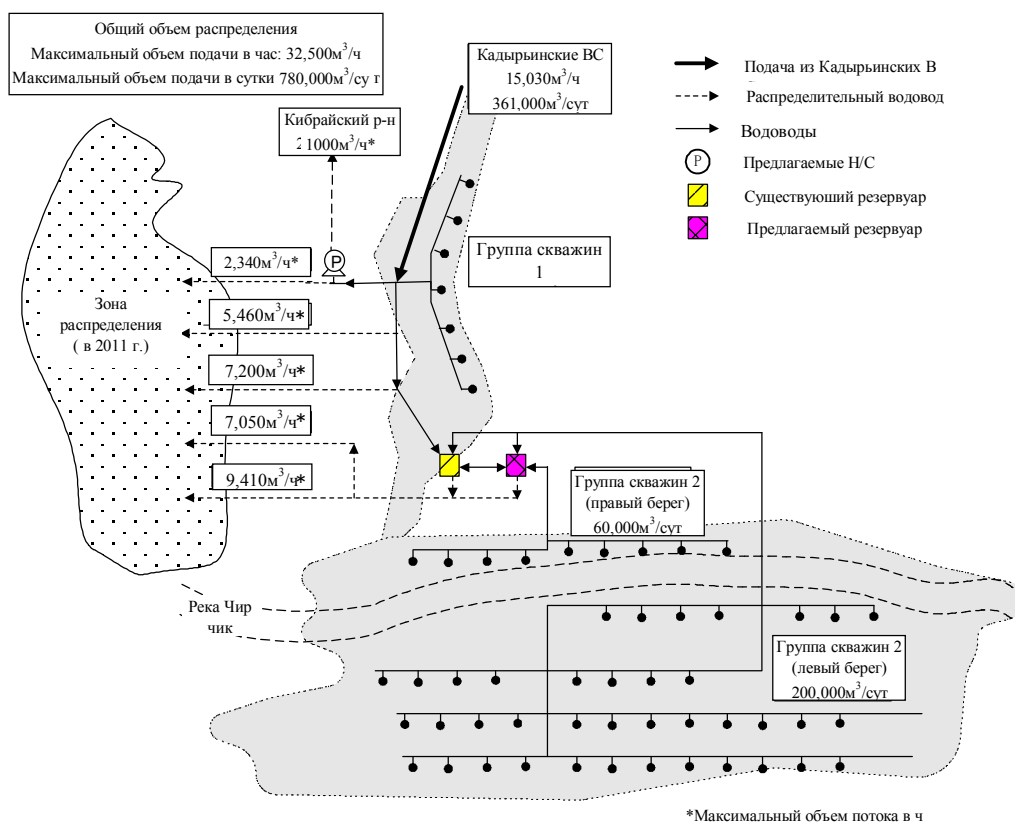 Общий объем распределения
Максимальный объем подачи в час: 32,500м³/ч
Максимальный объем подачи в сутки 780,000м³/су т
Кадырьинские ВС
15,030м³/ч
361,000м³/сут
Кибрайский р-н
1000м³/ч*
Подача из Кадырьинских В
Распределительный водовод
Водоводы
P
Предлагаемые Н/С
Существуюший резервуар
Предлагаемый резервуар
Группа скважин
1
P
2,340м³/ч*
5,460м³/ч*
7,200м³/ч*
7,050м³/ч*
9,410м³/ч*
Зона
распределения
( в 2011 г.)
Группа скважин 2
(правый берег)
60,000м³/сут
Река Чир
чик
Группа скважин 2
(левый берег)
200,000м³/сут
*Максимальный объем потока в ч